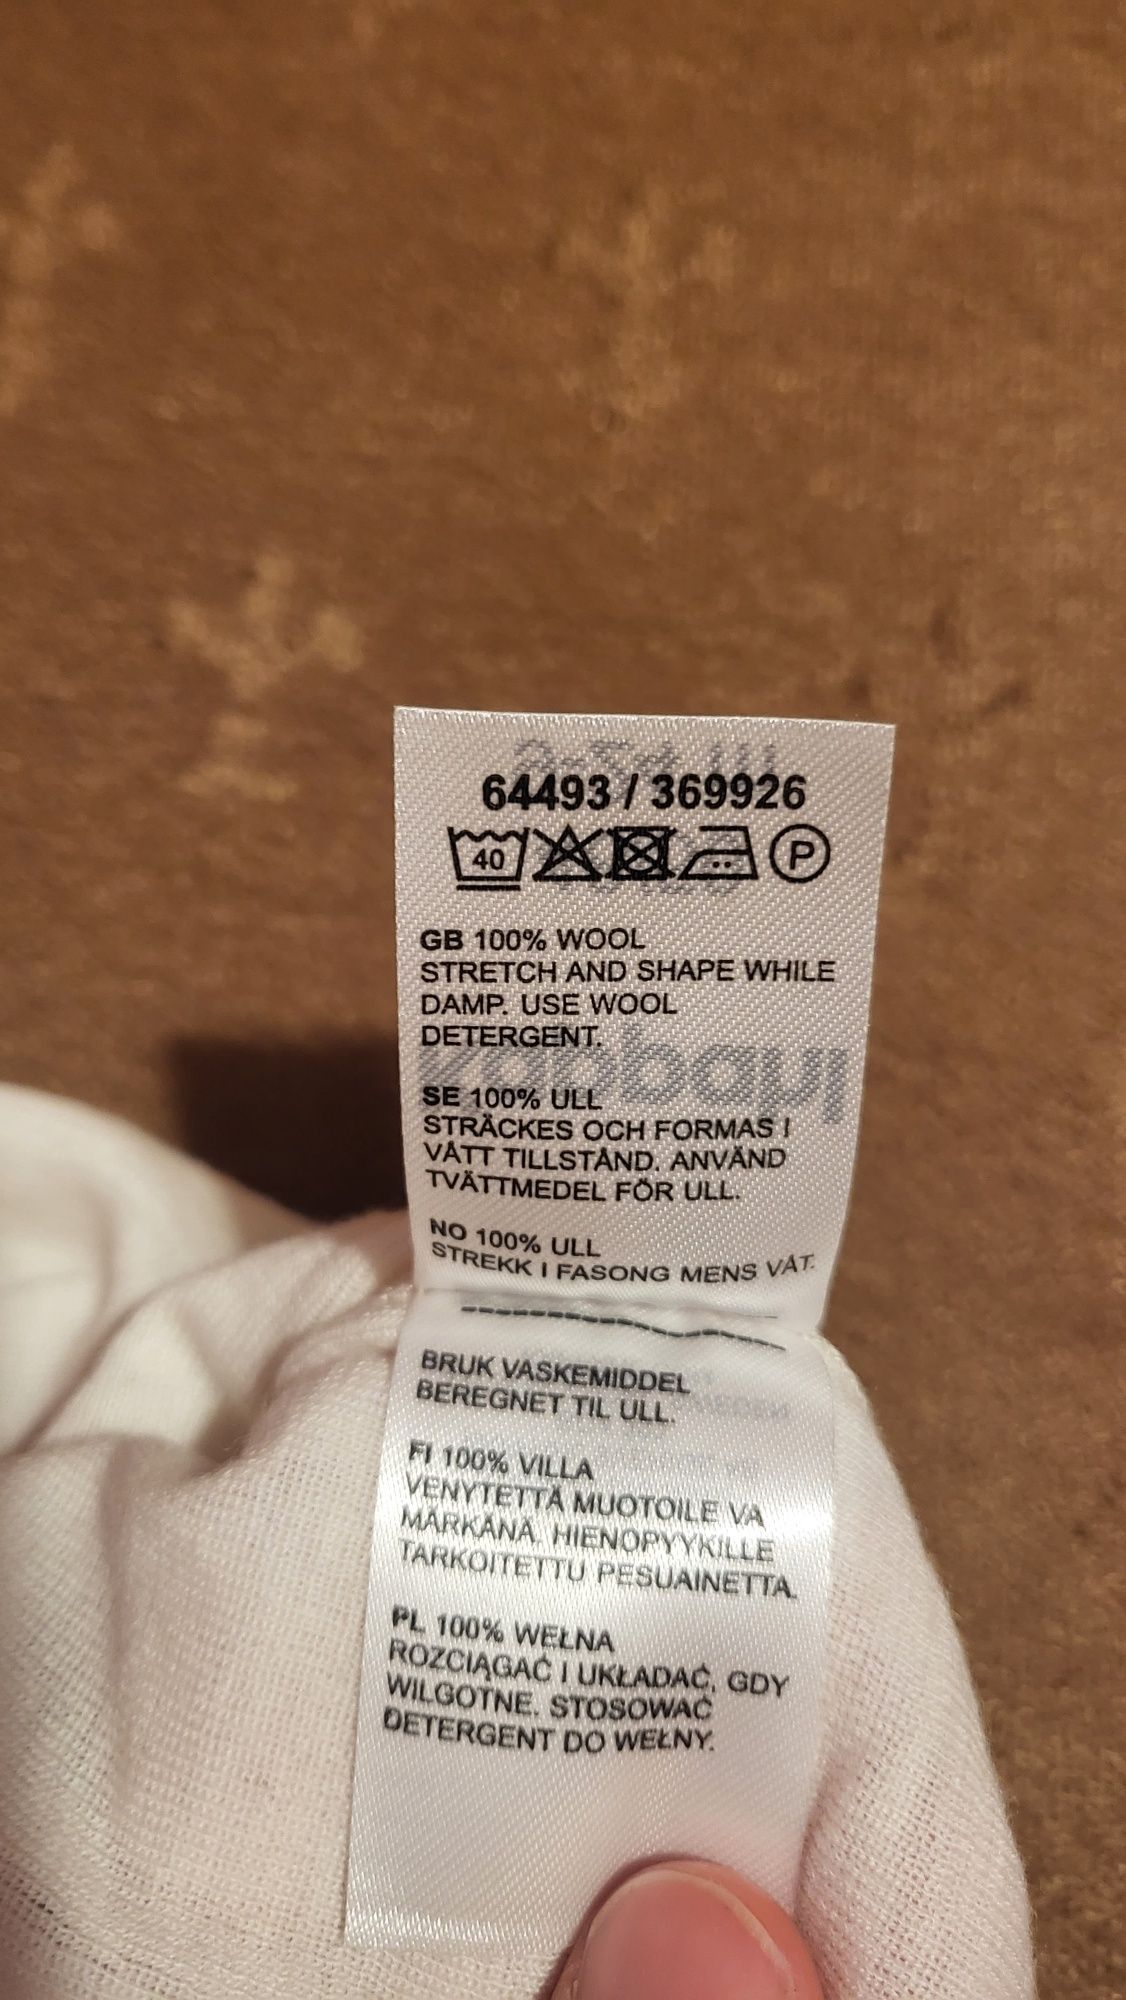 64493 / 369926
40 P
GB 100% WOOL
STRETCH AND SHAPE WHILE
DAMP. USE WOOL
DETERGENT.
SE 100% ULL
STRÄCKES OCH FORMAS I
VÅTT TILLSTÅND. ANVÄND
TVÄTTMEDEL FÖR ULL.
NO 100% ULL
STREKK I FASONG MENS VÅT.
BRUK VASKEMIDDEL
BEREGNET TIL ULL.
FI 100% VILLA
VENYTETTÄ MUOTOILE VA
MÄRKÄNÄ. HIENOPYYKILLE
TARKOITETTU PESUAINETTA.
PL 100% WEŁNA
ROZCIĄGAĆ I UKŁADAĆ, GDY
WILGOTNE. STOSOWAĆ
DETERGENT DO WEŁNY.